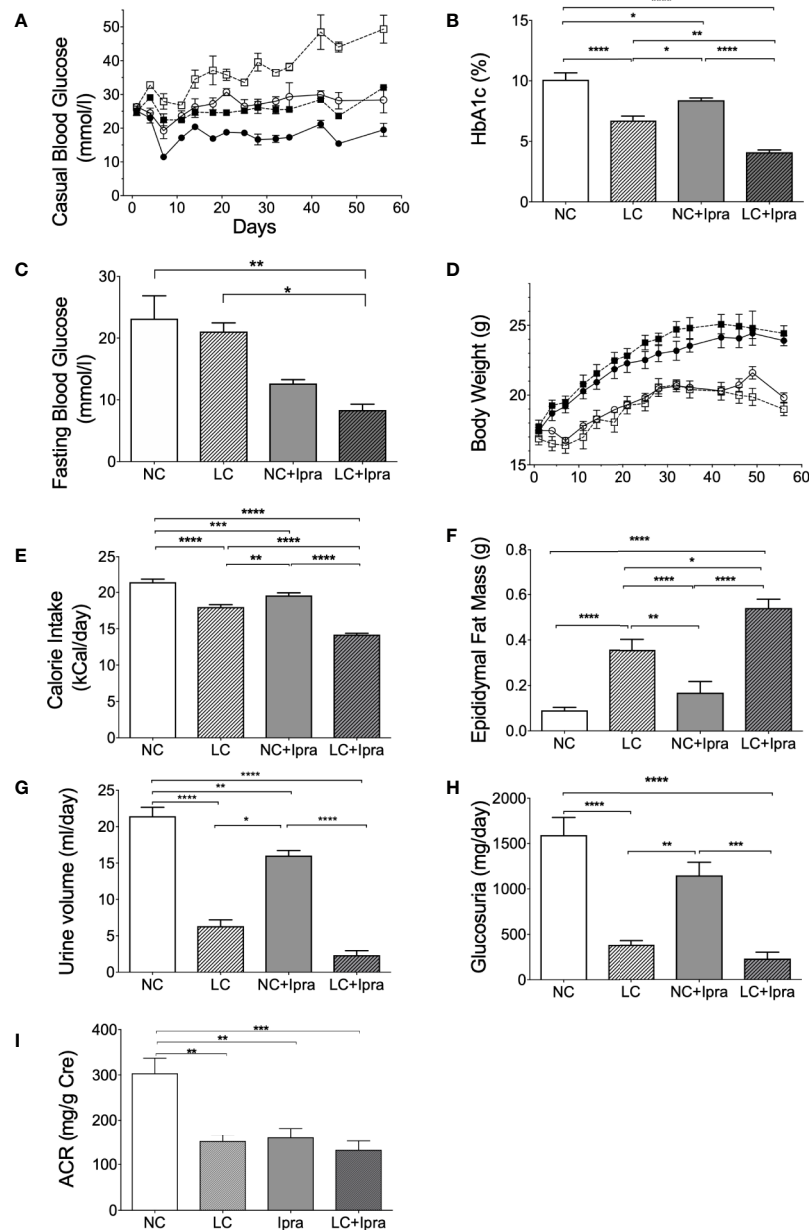 A
Casual Blood Glucose
(mmol/l)
60
50
40
30
20
10
0
0 10 20 30 40 50 60
Days
B
HbA1c (%)
15
10
5
0
****
*
**
****
*
****
NC LC NC+Ipra LC+Ipra
C
Fasting Blood Glucose
(mmol/l)
30
20
10
0
**
*
NC LC NC+Ipra LC+Ipra
D
Body Weight (g)
25
20
15
0 10 20 30 40 50 60
E
Calorie Intake
(kCal/day)
25
20
15
10
5
0
****
***
****
****
**
****
NC LC NC+Ipra LC+Ipra
F
Epididymal Fat Mass (g)
0.8
0.6
0.4
0.2
0.0
****
*
****
****
****
**
NC LC NC+Ipra LC+Ipra
G
Urine volume (ml/day)
25
20
15
10
5
0
****
**
****
*
****
NC LC NC+Ipra LC+Ipra
H
Glucosuria (mg/day)
2000
1500
1000
500
0
****
****
**
***
NC LC NC+Ipra LC+Ipra
I
ACR (mg/g Cre)
400
300
200
100
0
***
**
**
NC LC Ipra LC+Ipra